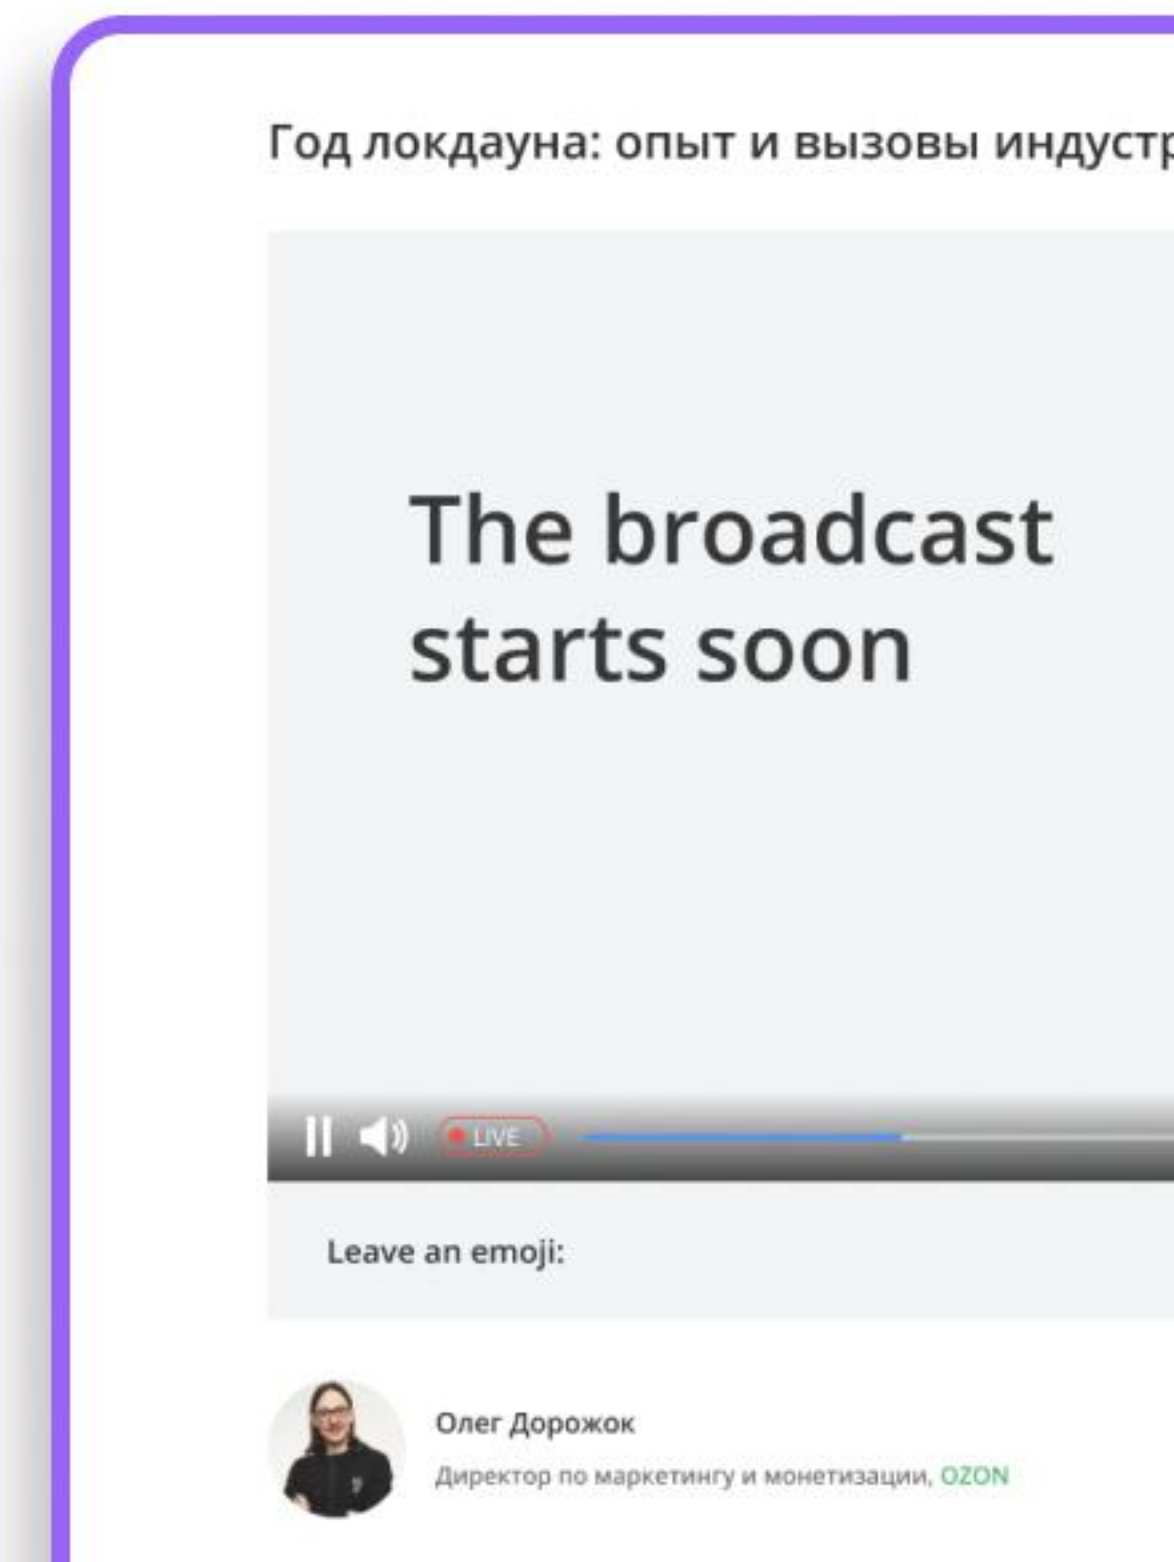 Год локдауна: опыт и вызовы
The broadcast
starts soon
LIVE
Leave an emoji:
Олег Дорожок
Директор по маркетингу и монетизации, OZON